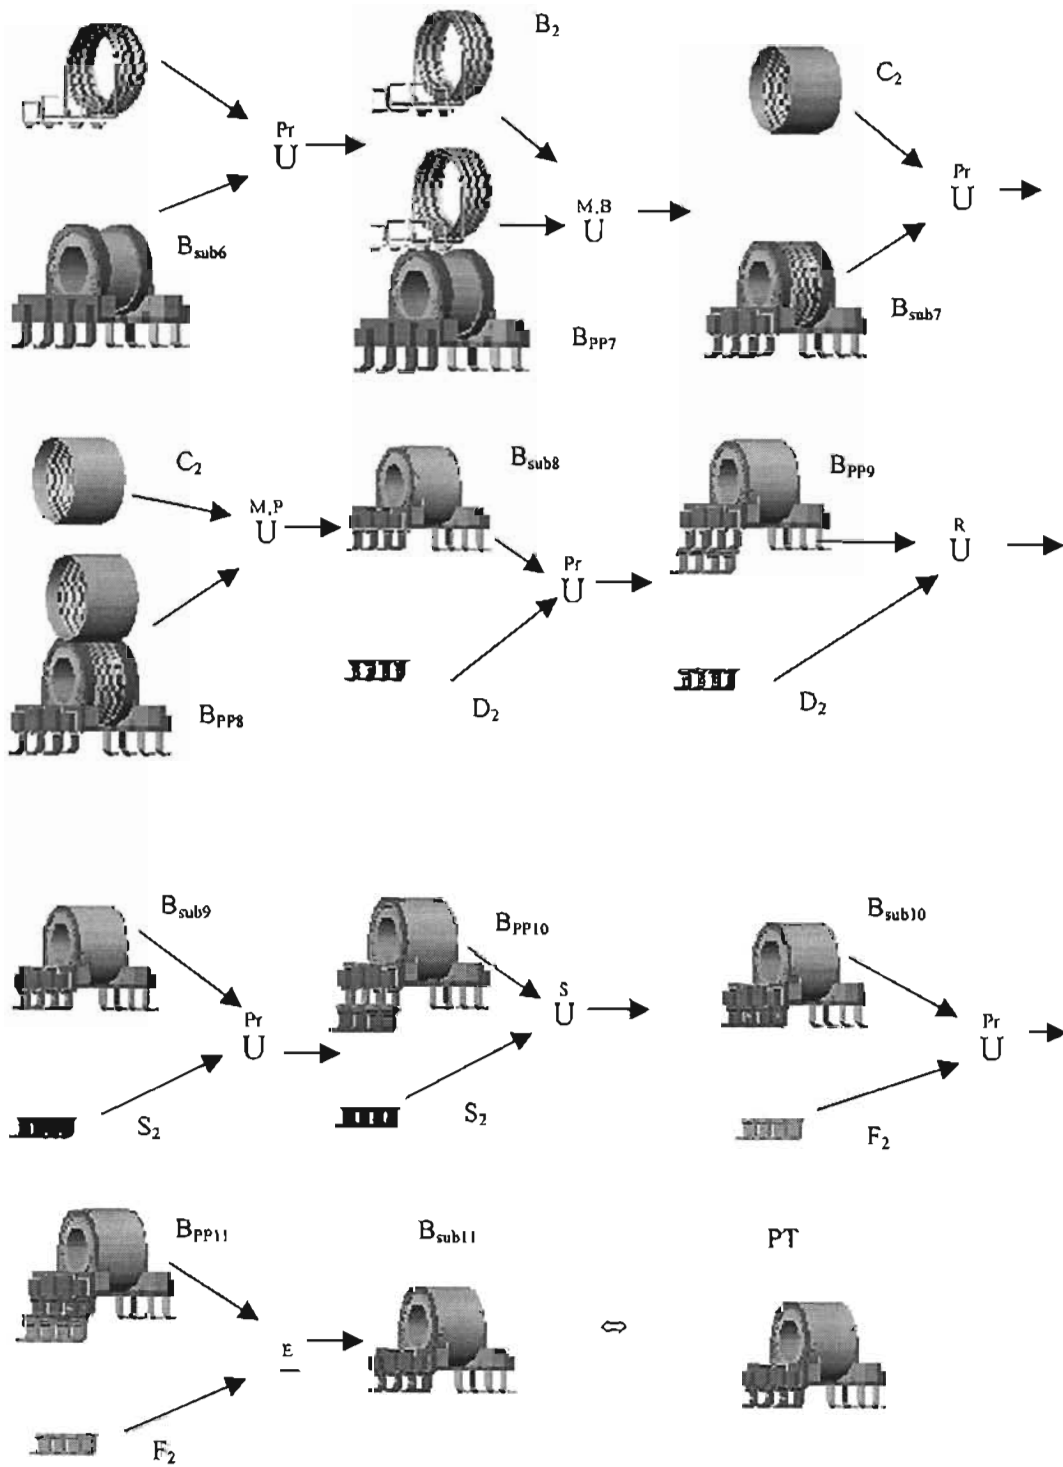 B2
C2
Pr
U
Pr
U
M,B
U
Bsub6
Bsub7
BPP7
C2
Bsub8
BPP9
M,P
U
R
U
Pr
U
BPP8
D2
D2
Bsub9
BPP10
Bsub10
S
U
Pr
U
Pr
U
S2
S2
F2
BPP11
Bsub11
PT
⇔
E
—
F2